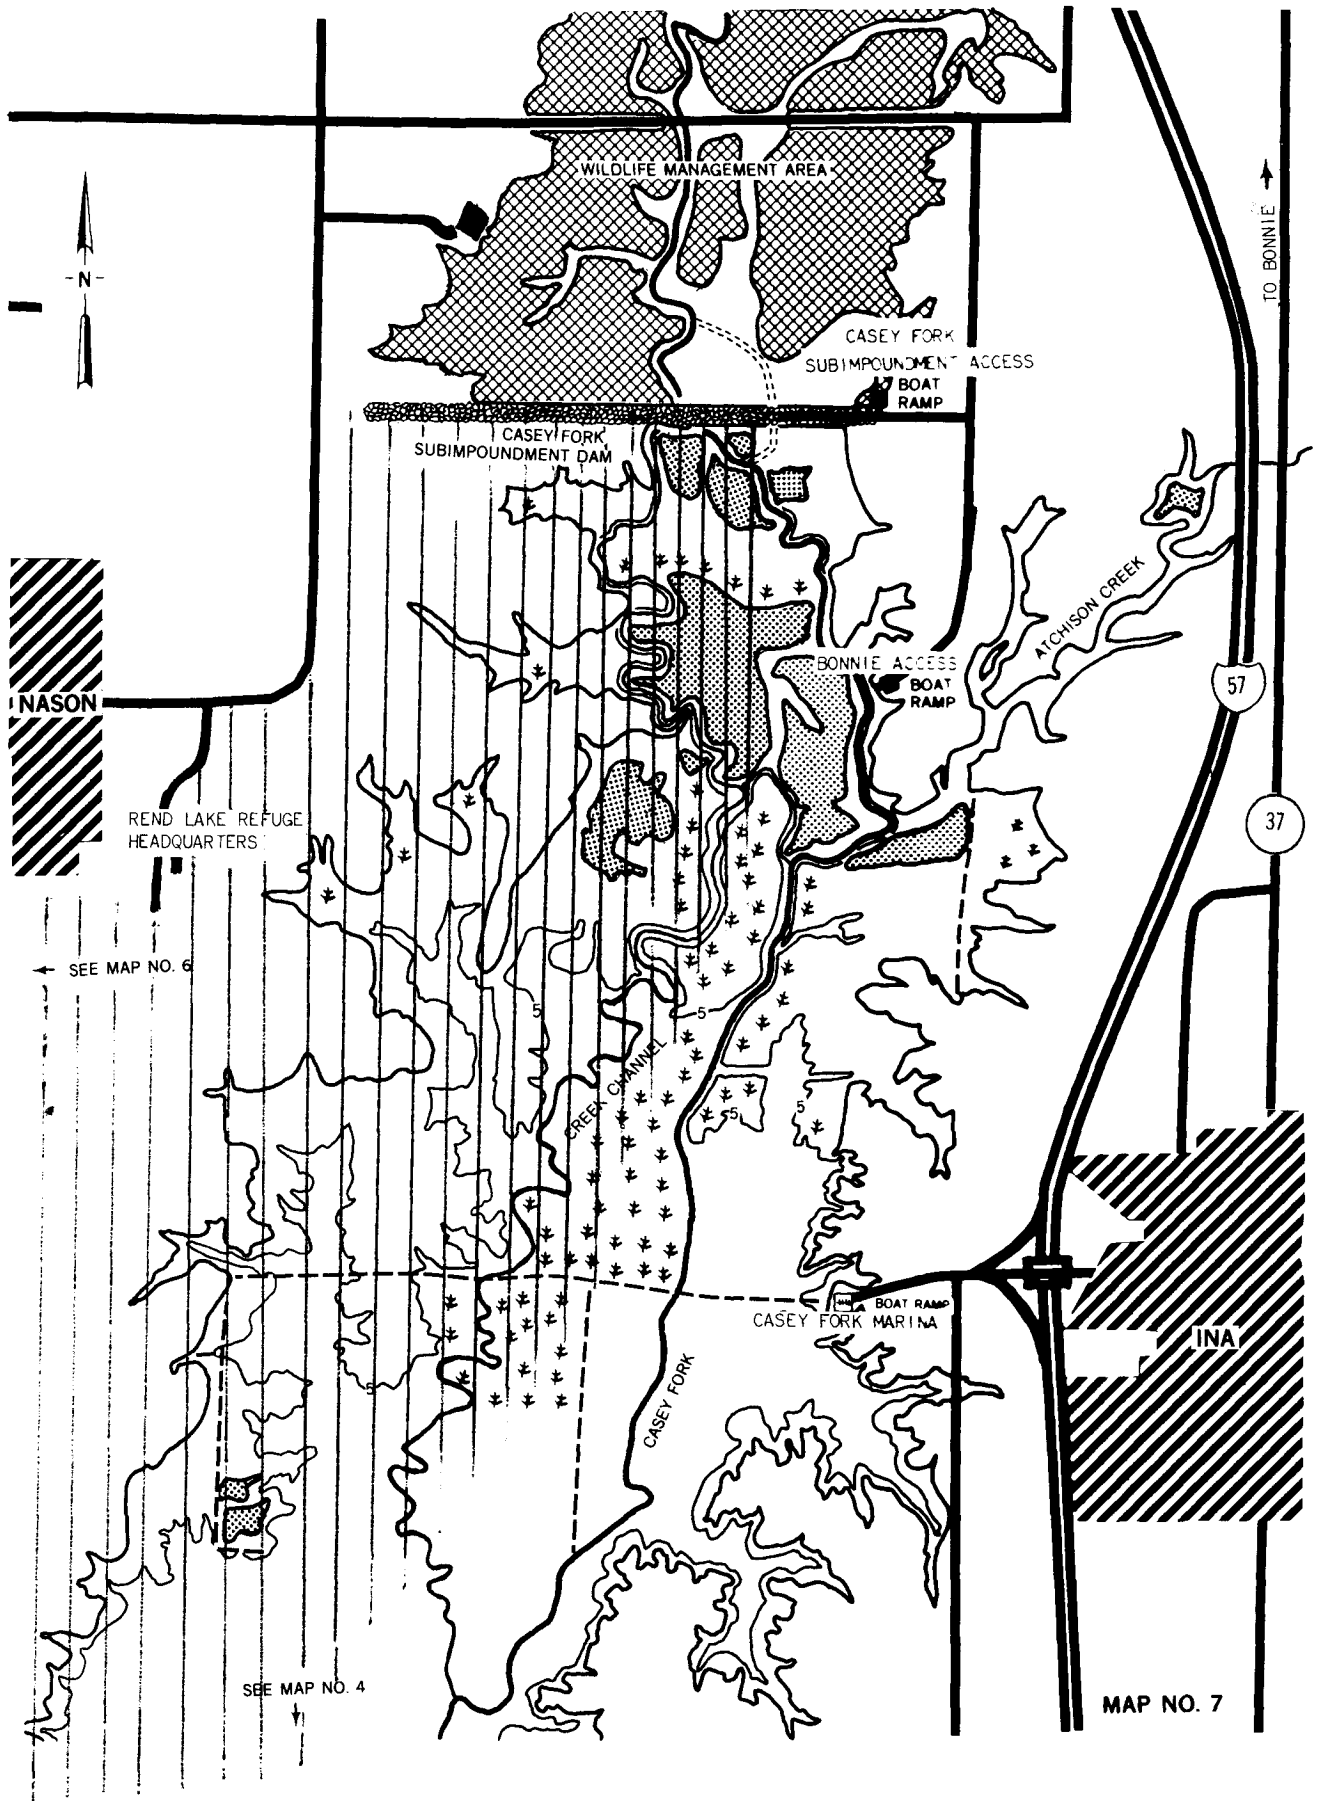 WILDLIFE MANAGEMENT AREA
-N-
TO BONNIE
CASEY FORK
SUBIMPOUNDMENT ACCESS
BOAT
RAMP
CASEY FORK
SUBIMPOUNDMENT DAM
ATCHISON CREEK
BONNIE ACCESS
BOAT
RAMP
57
NASON
REND LAKE REFUGE
HEADQUARTERS
37
SEE MAP NO. 6
5
5
CREEK CHANNEL
5
5
BOAT RAMP
CASEY FORK MARINA
INA
5
CASEY FORK
SEE MAP NO. 4
MAP NO. 7